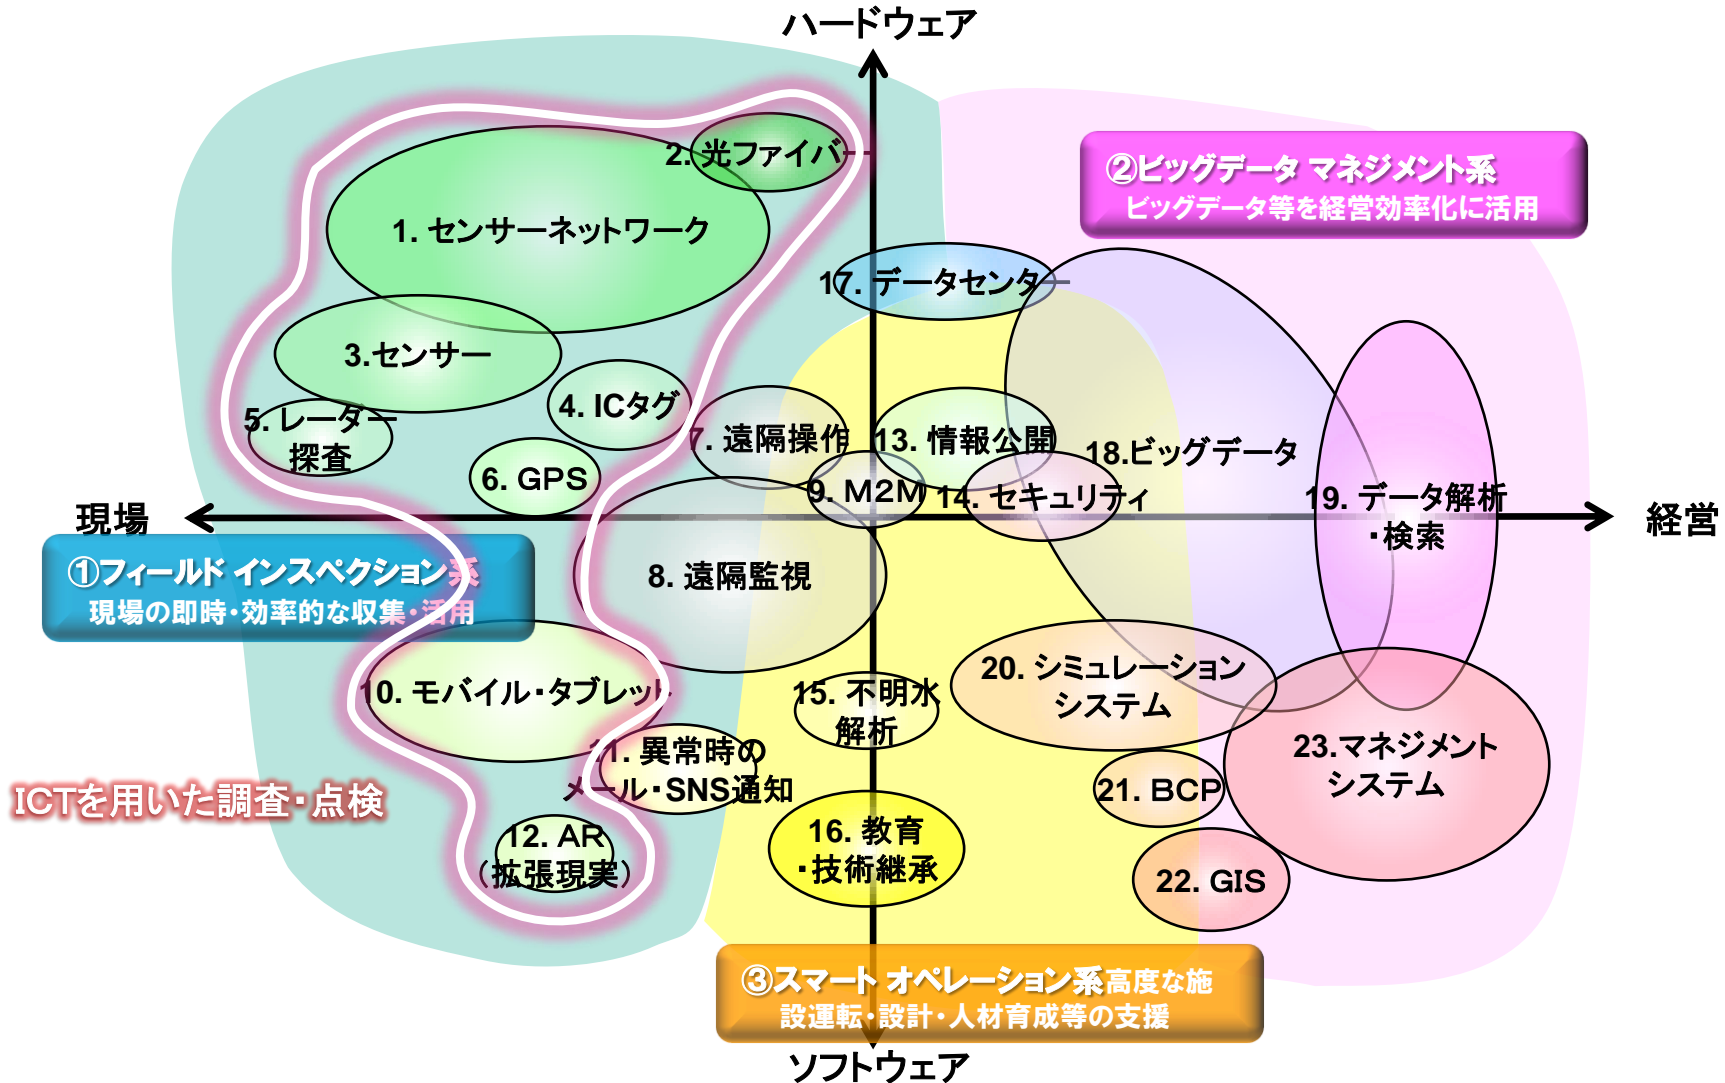 ハードウェア
2. 光ファイバー
②ビッグデータ マネジメント系
ビッグデータ等を経営効率化に活用
1. センサーネットワーク
17. データセンター
3.センサー
4. ICタグ
5. レーダー
探査
7. 遠隔操作
13. 情報公開
18.ビッグデータ
6. GPS
9. M2M
14. セキュリティ
19. データ解析
・検索
現場
経営
①フィールド インスペクション系
現場の即時・効率的な収集・活用
8. 遠隔監視
10. モバイル・タブレット
15. 不明水
解析
20. シミュレーション
システム
11. 異常時の
メール・SNS通知
21. BCP
23.マネジメント
システム
ICTを用いた調査・点検
12. AR
（拡張現実）
16. 教育
・技術継承
22. GIS
③スマート オペレーション系高度な施
設運転・設計・人材育成等の支援
ソフトウェア